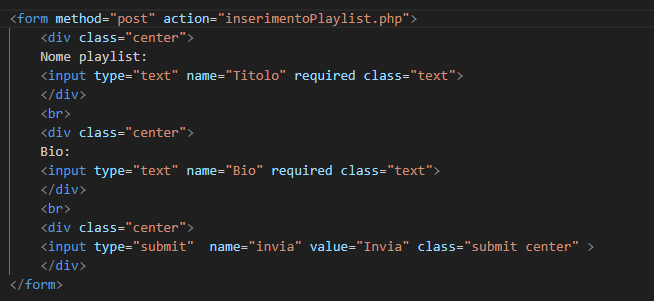 <form method="post" action="inserimentoPlaylist.php">
<div class="center">
Nome playlist:
<input type="text" name="Titolo" required class="text">
</div>
<br>
<div class="center">
Bio:
<input type="text" name="Bio" required class="text">
</div>
<br>
<div class="center">
<input type="submit"  name="invia" value="Invia" class="submit center" >
</div>
</form>